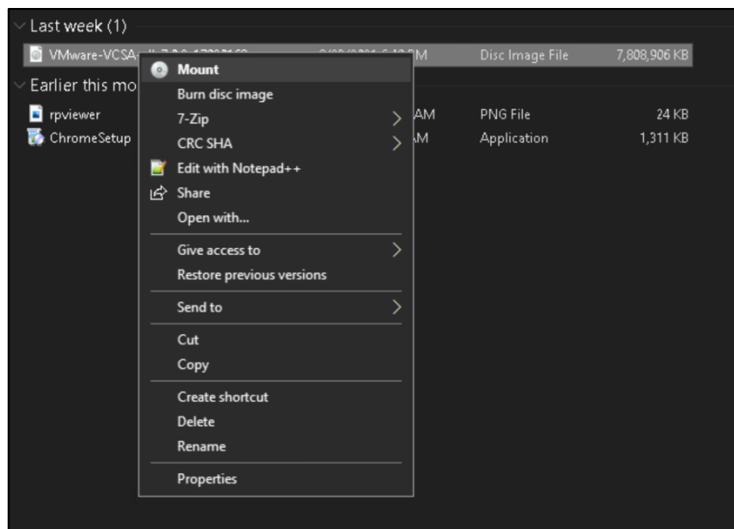 Last week (1)
VMware-VCSA- Disc Image File 7,808,906 KB
Mount
Earlier this mo
Burn disc image
rpviewer 7-Zip AM PNG File 24 KB
ChromeSetup CRC SHA AM Application 1,311 KB
Edit with Notepad++
Share
Open with...
Give access to
Restore previous versions
Send to
Cut
Copy
Create shortcut
Delete
Rename
Properties